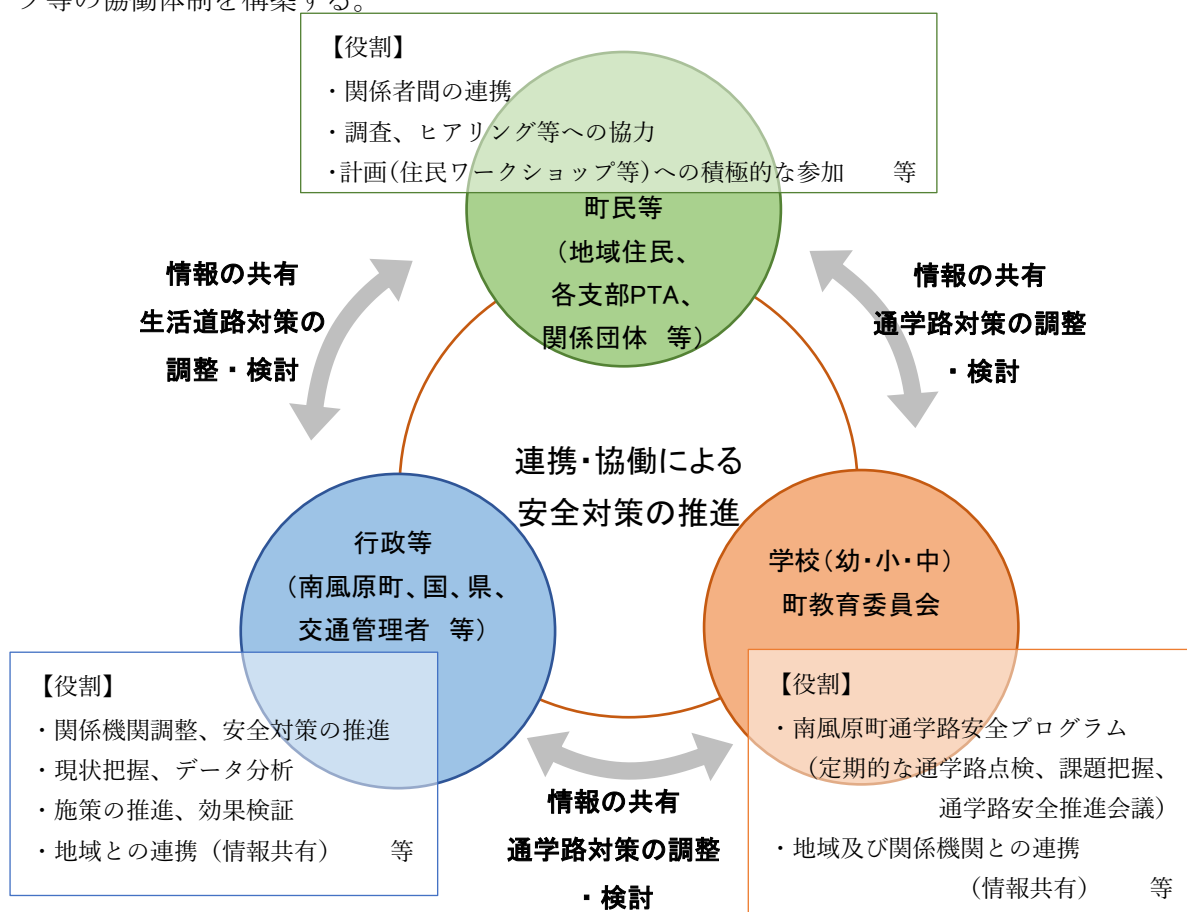 プ等の協働体制を構築する。
【役割】
・関係者間の連携
・調査、ヒアリング等への協力
・計画(住民ワークショップ等)への積極的な参加　等
町民等
（地域住民、
各支部PTA、
関係団体　等）
情報の共有
生活道路対策の
調整・検討
情報の共有
通学路対策の調整
・検討
連携・協働による
安全対策の推進
行政等
（南風原町、国、県、
交通管理者　等）
学校（幼・小・中）
町教育委員会
【役割】
・関係機関調整、安全対策の推進
・現状把握、データ分析
・施策の推進、効果検証
・地域との連携（情報共有）　等
情報の共有
通学路対策の調整
・検討
【役割】
・南風原町通学路安全プログラム
（定期的な通学路点検、課題把握、
通学路安全推進会議）
・地域及び関係機関との連携
（情報共有）　等